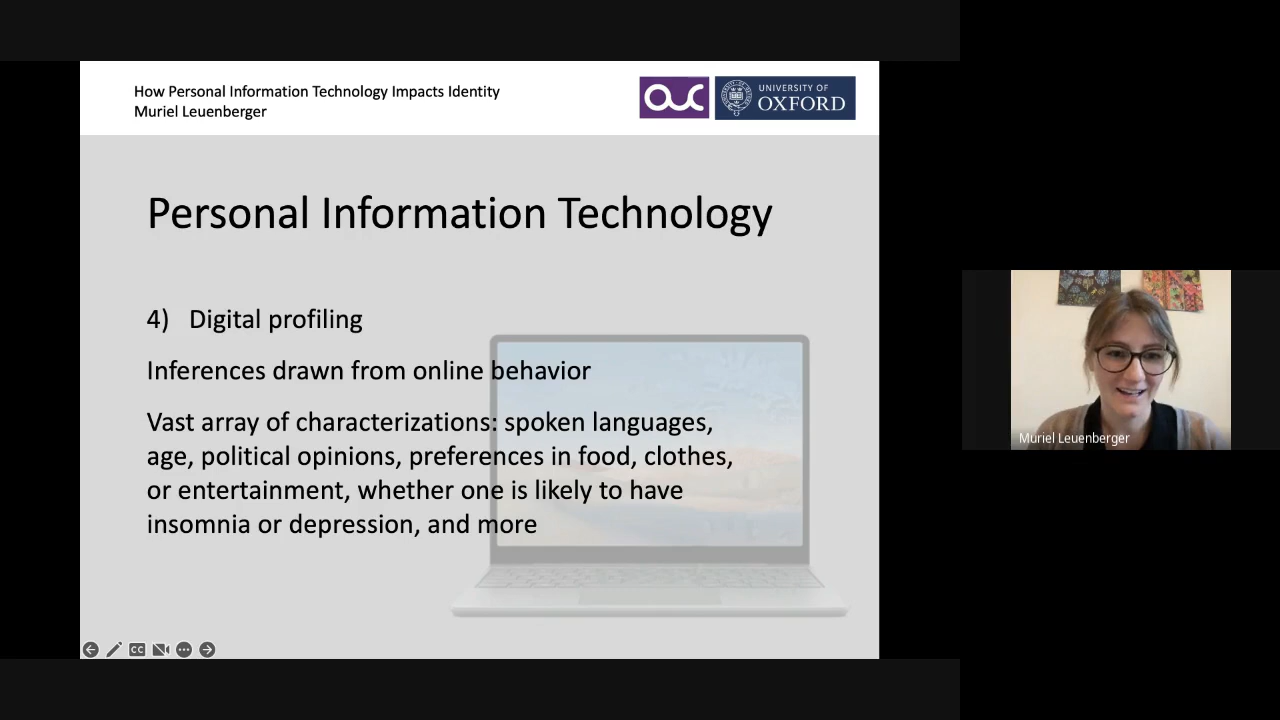 How Personal Information Technology Impacts Identity
Muriel Leuenberger
OUC
UNIVERSITY OF
OXFORD
Personal Information Technology
4) Digital profiling
Inferences drawn from online behavior
Vast array of characterizations: spoken languages,
age, political opinions, preferences in food, clothes,
or entertainment, whether one is likely to have
insomnia or depression, and more
CC
Muriel Leuenberger